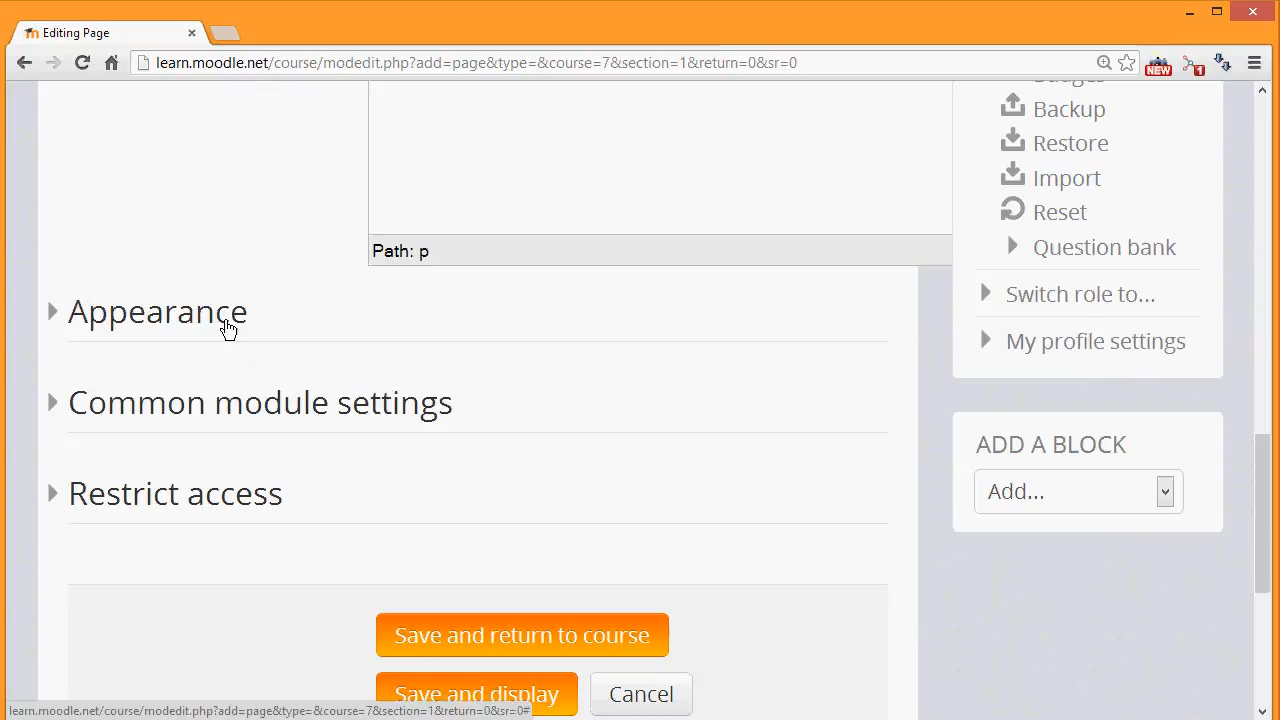 Editing Page
learn.moodle.net/course/modedit.php?add=page&type=&course=7&section=1&return=0&sr=0
NEW
1
Badges
Backup
Restore
Import
Reset
Question bank
Path: p
Switch role to...
Appearance
My profile settings
Common module settings
ADD A BLOCK
Add...
Restrict access
Save and return to course
Save and display
Cancel
learn.moodle.net/course/modedit.php?add=page&type=&course=7&section=1&return=0&sr=0#